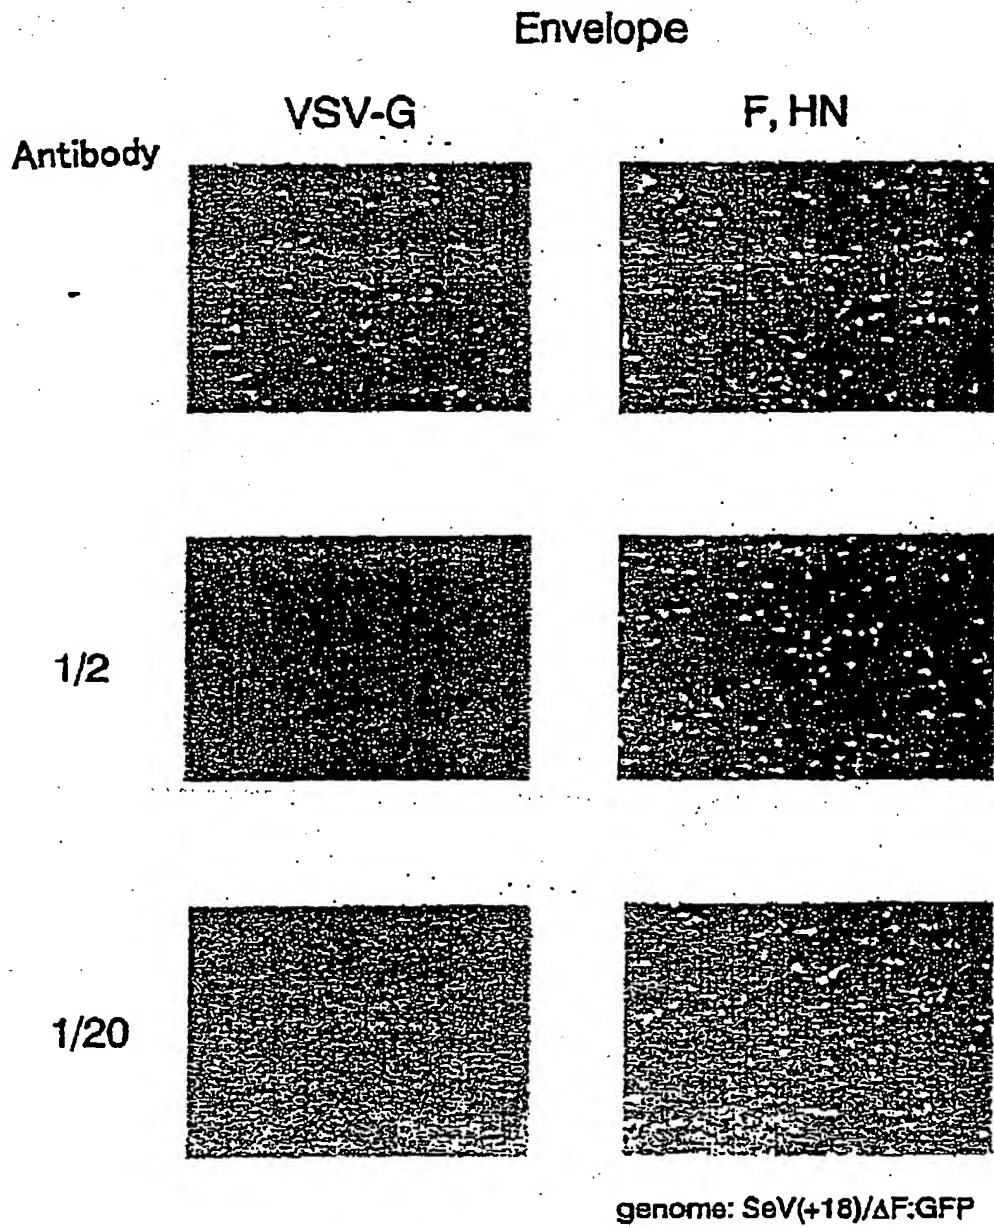 Envelope
VSV-G
F, HN
Antibody
-
1/2
1/20
genome: SeV(+18)/ΔF:GFP